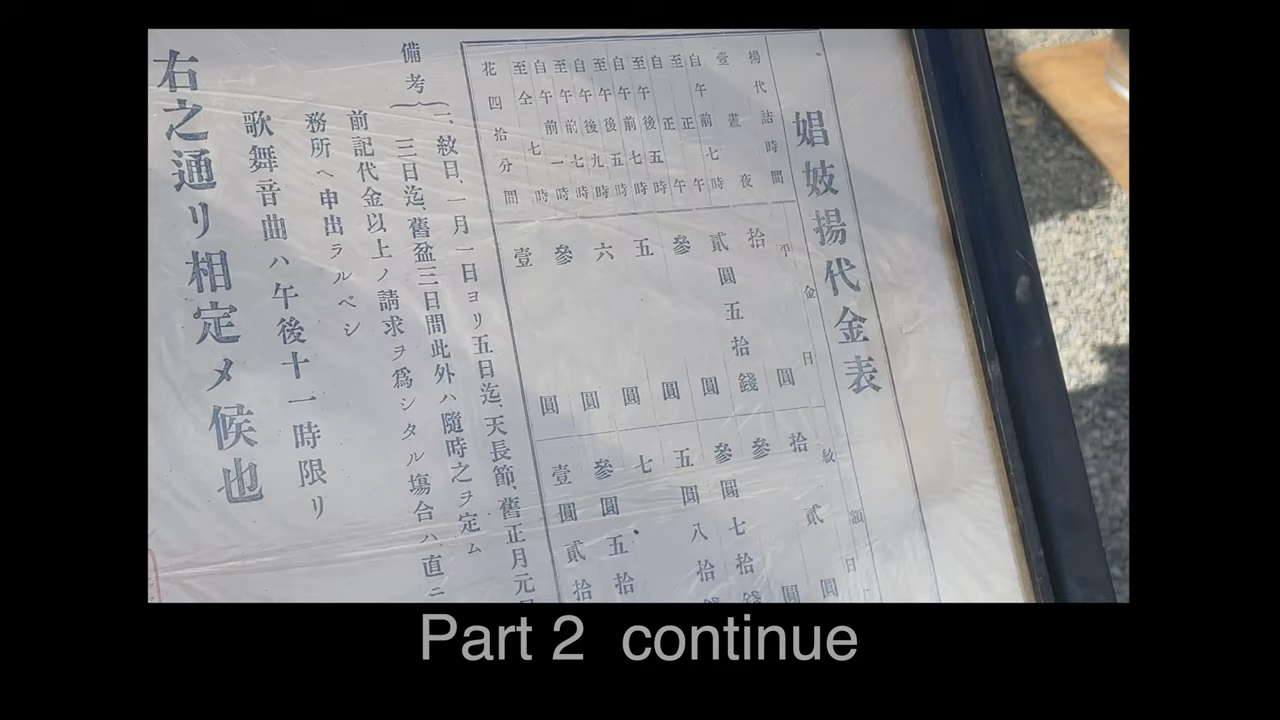 娼妓揚代金表
揚代詰時間
平日
金
紋日
額
壹晝夜
拾圓
拾貳圓
自午前七時
至正午
貳圓五拾錢
參圓
自正午
至午後五時
參圓
參圓七拾錢
自午前七時
至午後五時
五圓
五圓八拾錢
自午後九時
至午前七時
六圓
七
自午前一時
至仝七時
參圓
參圓五拾
花四拾分間
壹圓
壹圓貳拾
備考
一、紋日、一月一日ヨリ五日迄、天長節、舊正月元日
三日迄、舊盆三日間此外ハ隨時之ヲ定ム
前記代金以上ノ請求ヲ爲シタル塲合ハ直ニ
務所ヘ申出ラルベシ
歌舞音曲ハ午後十一時限リ
右之通リ相定メ候也
Part 2 continue